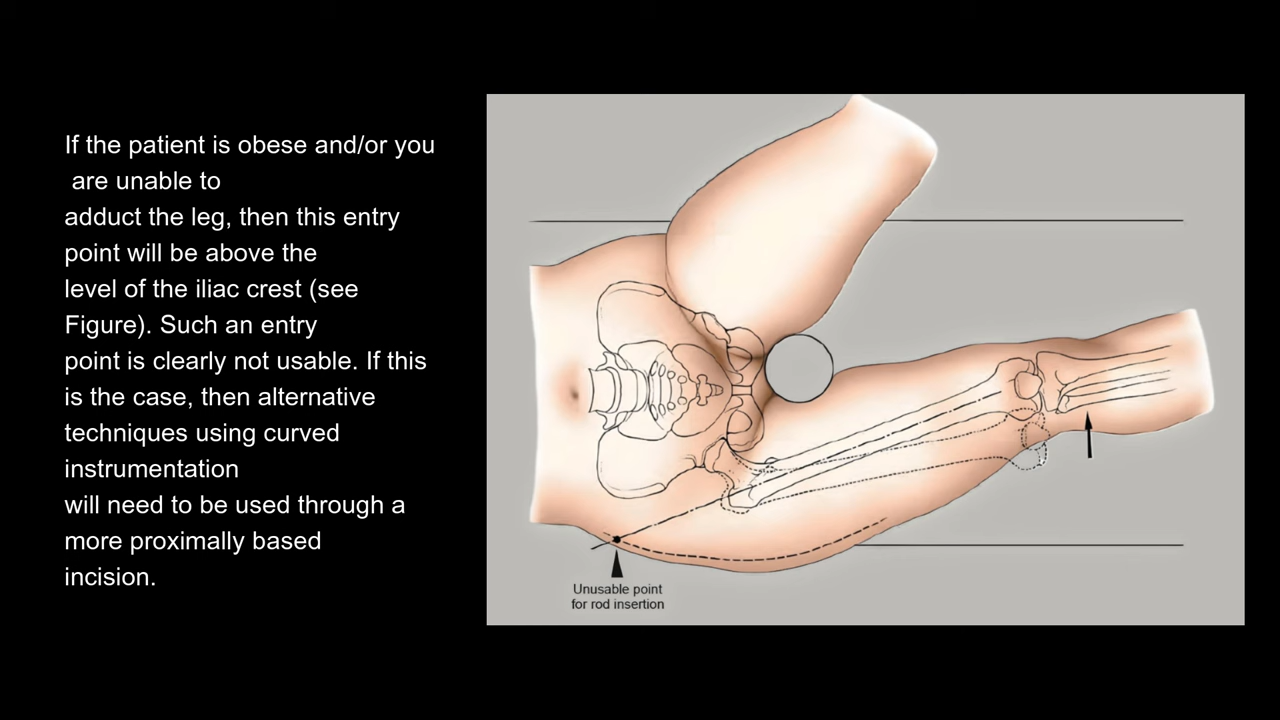 If the patient is obese and/or you
are unable to
adduct the leg, then this entry
point will be above the
level of the iliac crest (see
Figure). Such an entry
point is clearly not usable. If this
is the case, then alternative
techniques using curved
instrumentation
will need to be used through a
more proximally based
incision.
Unusable point
for rod insertion